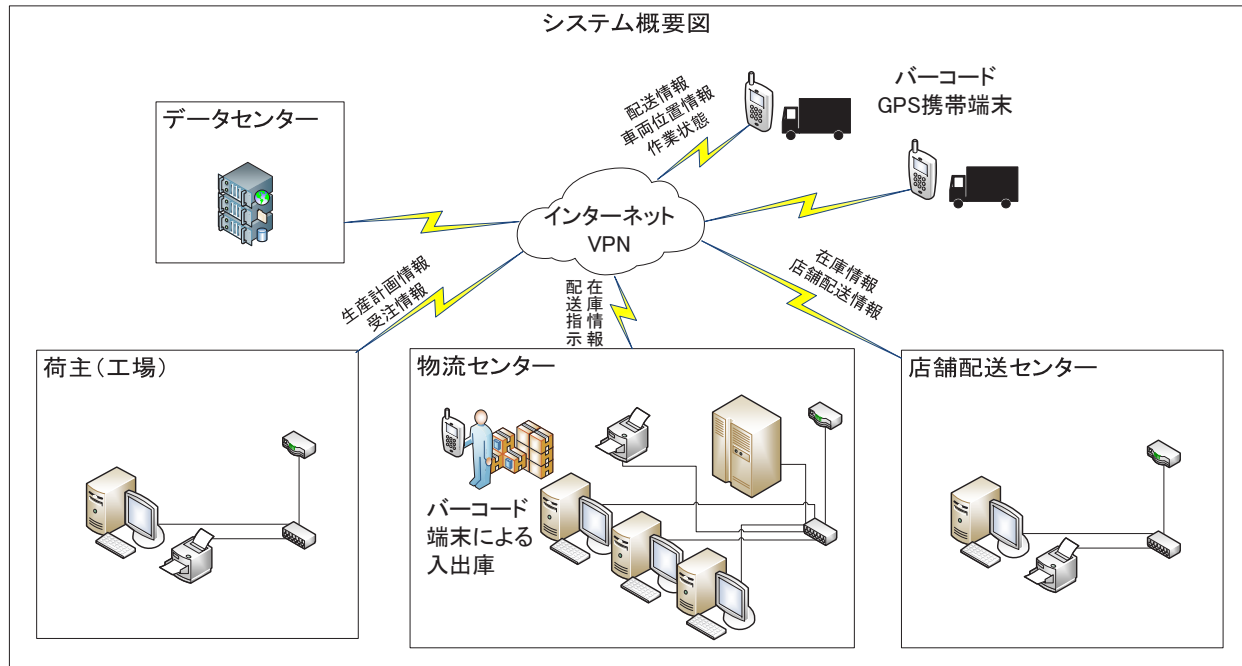 システム概要図
データセンター
配送情報
車両位置情報
作業状態
バーコード
GPS携帯端末
インターネット
VPN
生産計画情報
受注情報
在庫情報
配送指示
在庫情報
店舗配送情報
荷主(工場)
物流センター
バーコード
端末による
入出庫
店舗配送センター